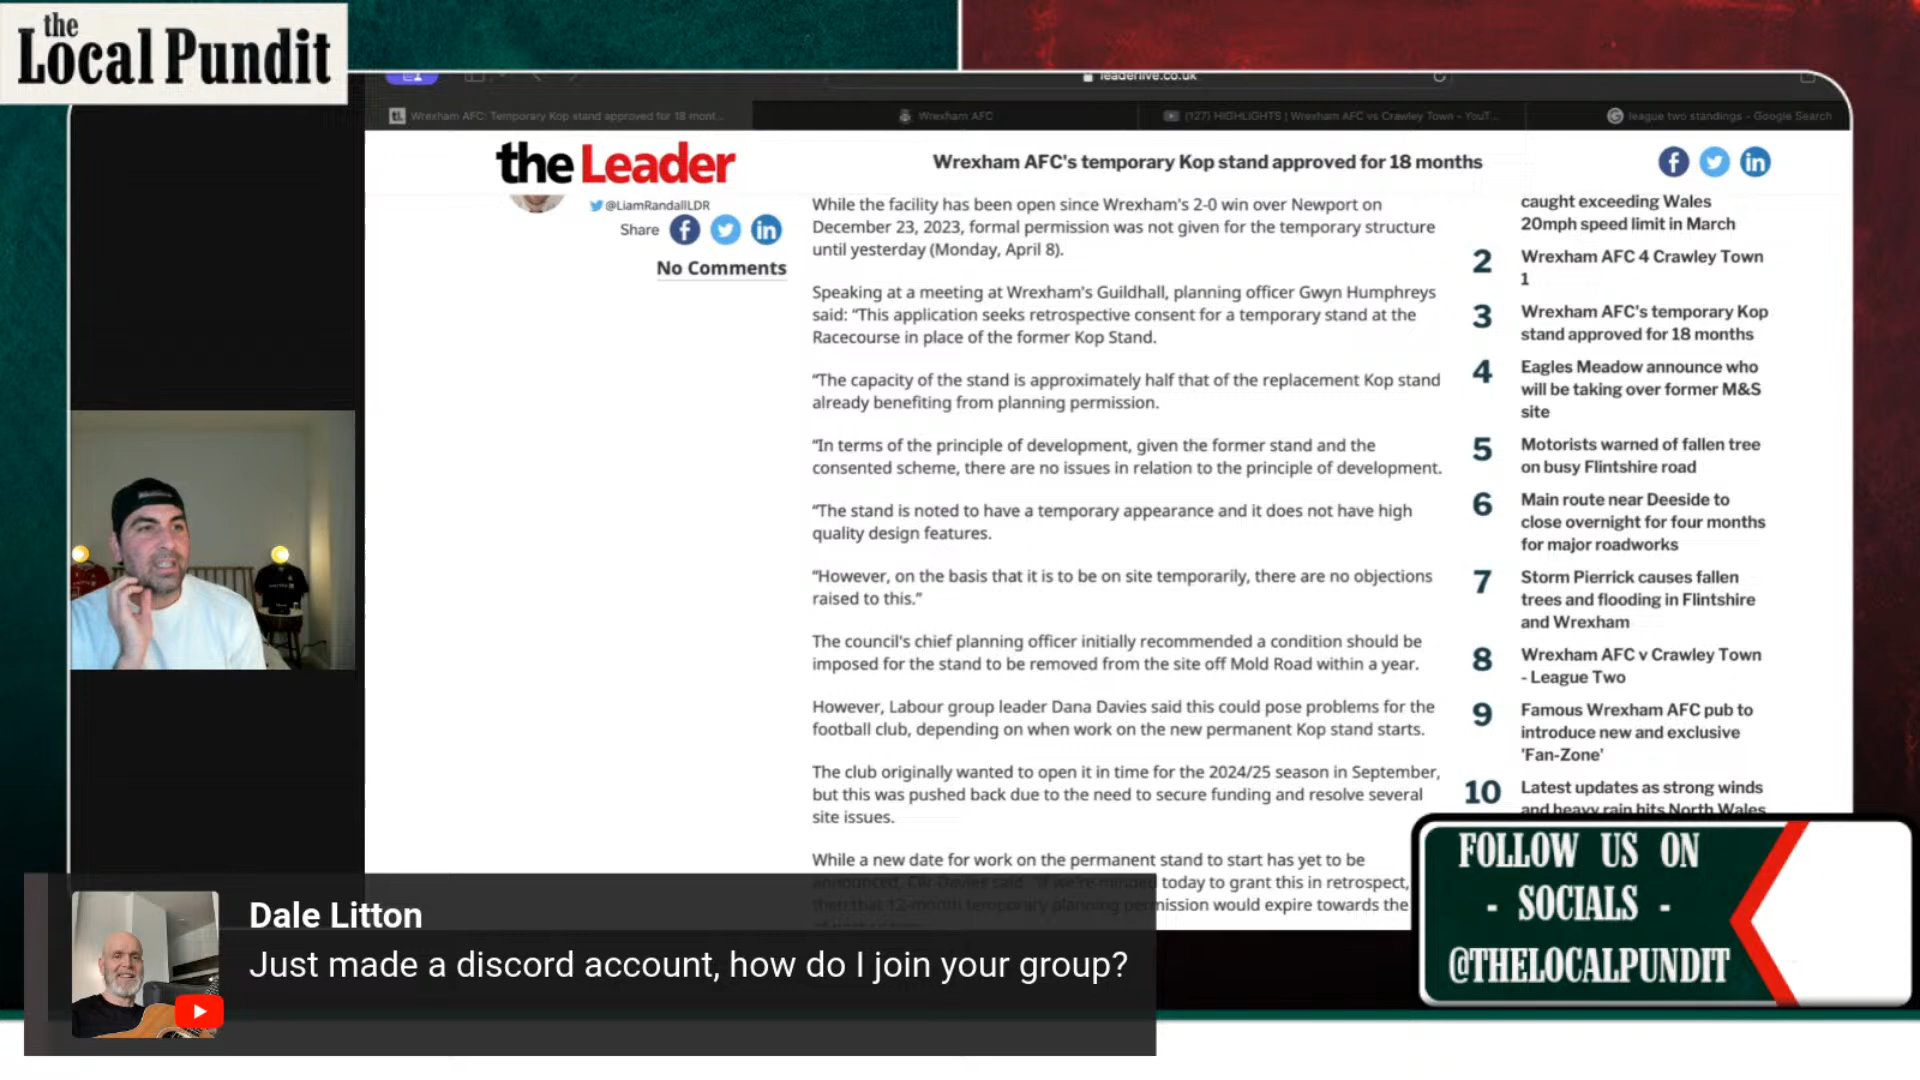 the
Local Pundit
leaderlive.co.uk
Wrexham AFC: Temporary Kop stand approved for 18 mont...
Wrexham AFC
(127) HIGHLIGHTS | Wrexham AFC vs Crawley Town - YouT...
league two standings - Google Search
the Leader
Wrexham AFC's temporary Kop stand approved for 18 months
@LiamRandallLDR
Share
No Comments
While the facility has been open since Wrexham's 2-0 win over Newport on
December 23, 2023, formal permission was not given for the temporary structure
until yesterday (Monday, April 8).
Speaking at a meeting at Wrexham's Guildhall, planning officer Gwyn Humphreys
said: "This application seeks retrospective consent for a temporary stand at the
Racecourse in place of the former Kop Stand.
"The capacity of the stand is approximately half that of the replacement Kop stand
already benefiting from planning permission.
"In terms of the principle of development, given the former stand and the
consented scheme, there are no issues in relation to the principle of development.
"The stand is noted to have a temporary appearance and it does not have high
quality design features.
"However, on the basis that it is to be on site temporarily, there are no objections
raised to this."
The council's chief planning officer initially recommended a condition should be
imposed for the stand to be removed from the site off Mold Road within a year.
However, Labour group leader Dana Davies said this could pose problems for the
football club, depending on when work on the new permanent Kop stand starts.
The club originally wanted to open it in time for the 2024/25 season in September,
but this was pushed back due to the need to secure funding and resolve several
site issues.
While a new date for work on the permanent stand to start has yet to be
announced, Cllr Davies said: "If we're minded today to grant this in retrospect,
then that 12-month temporary planning permission would expire towards the
caught exceeding Wales
20mph speed limit in March
2 Wrexham AFC 4 Crawley Town
1
3 Wrexham AFC's temporary Kop
stand approved for 18 months
4 Eagles Meadow announce who
will be taking over former M&S
site
5 Motorists warned of fallen tree
on busy Flintshire road
6 Main route near Deeside to
close overnight for four months
for major roadworks
7 Storm Pierrick causes fallen
trees and flooding in Flintshire
and Wrexham
8 Wrexham AFC v Crawley Town
- League Two
9 Famous Wrexham AFC pub to
introduce new and exclusive
'Fan-Zone'
10 Latest updates as strong winds
and heavy rain hits North Wales
Dale Litton
Just made a discord account, how do I join your group?
FOLLOW US ON
- SOCIALS -
@THELOCALPUNDIT